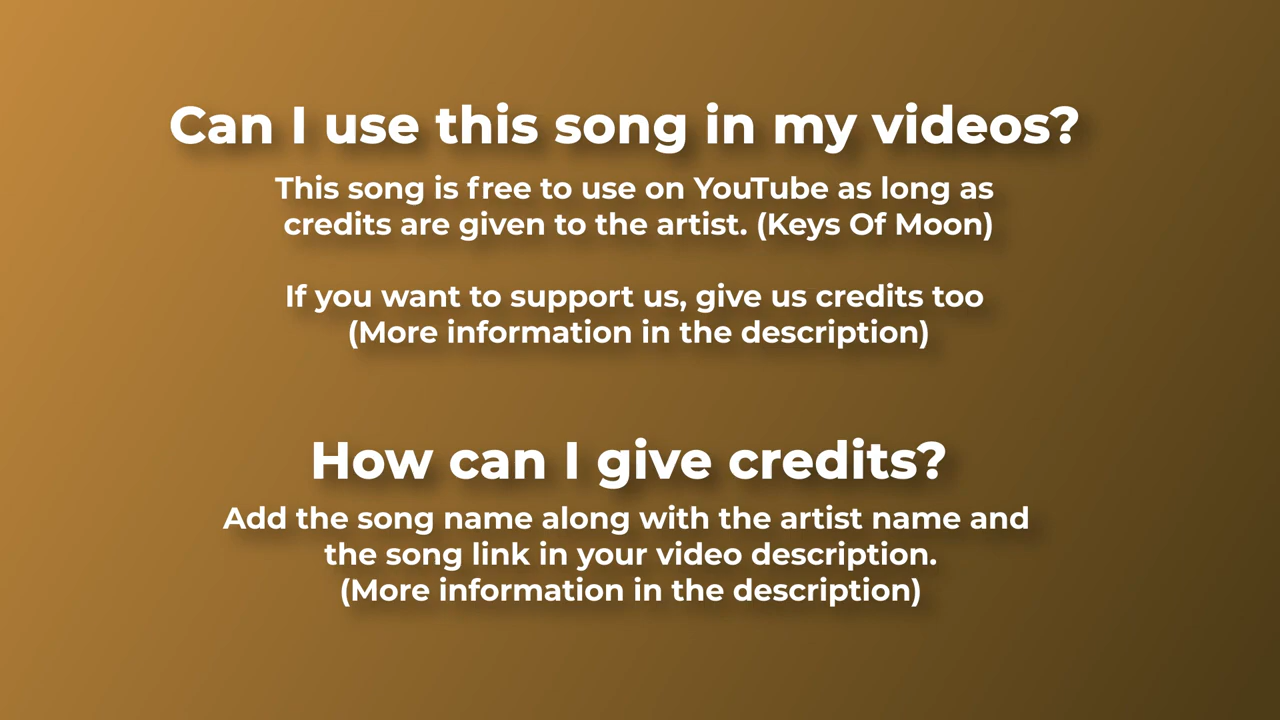 Can I use this song in my videos?
This song is free to use on YouTube as long as
credits are given to the artist. (Keys Of Moon)
If you want to support us, give us credits too
(More information in the description)
How can I give credits?
Add the song name along with the artist name and
the song link in your video description.
(More information in the description)